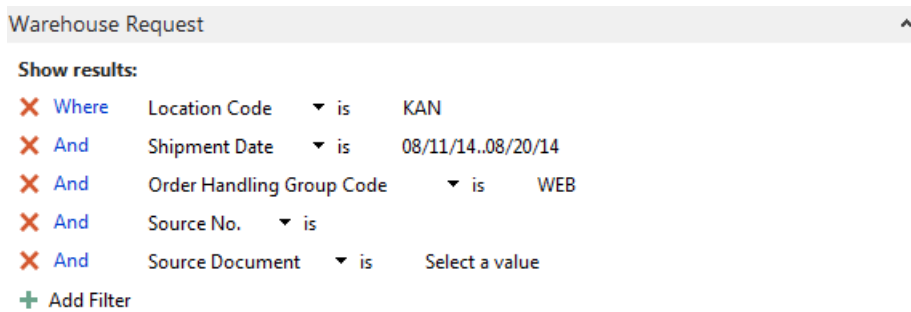 Warehouse Request
Show results:
Where Location Code is KAN
And Shipment Date is 08/11/14..08/20/14
And Order Handling Group Code is WEB
And Source No. is
And Source Document is Select a value
Add Filter